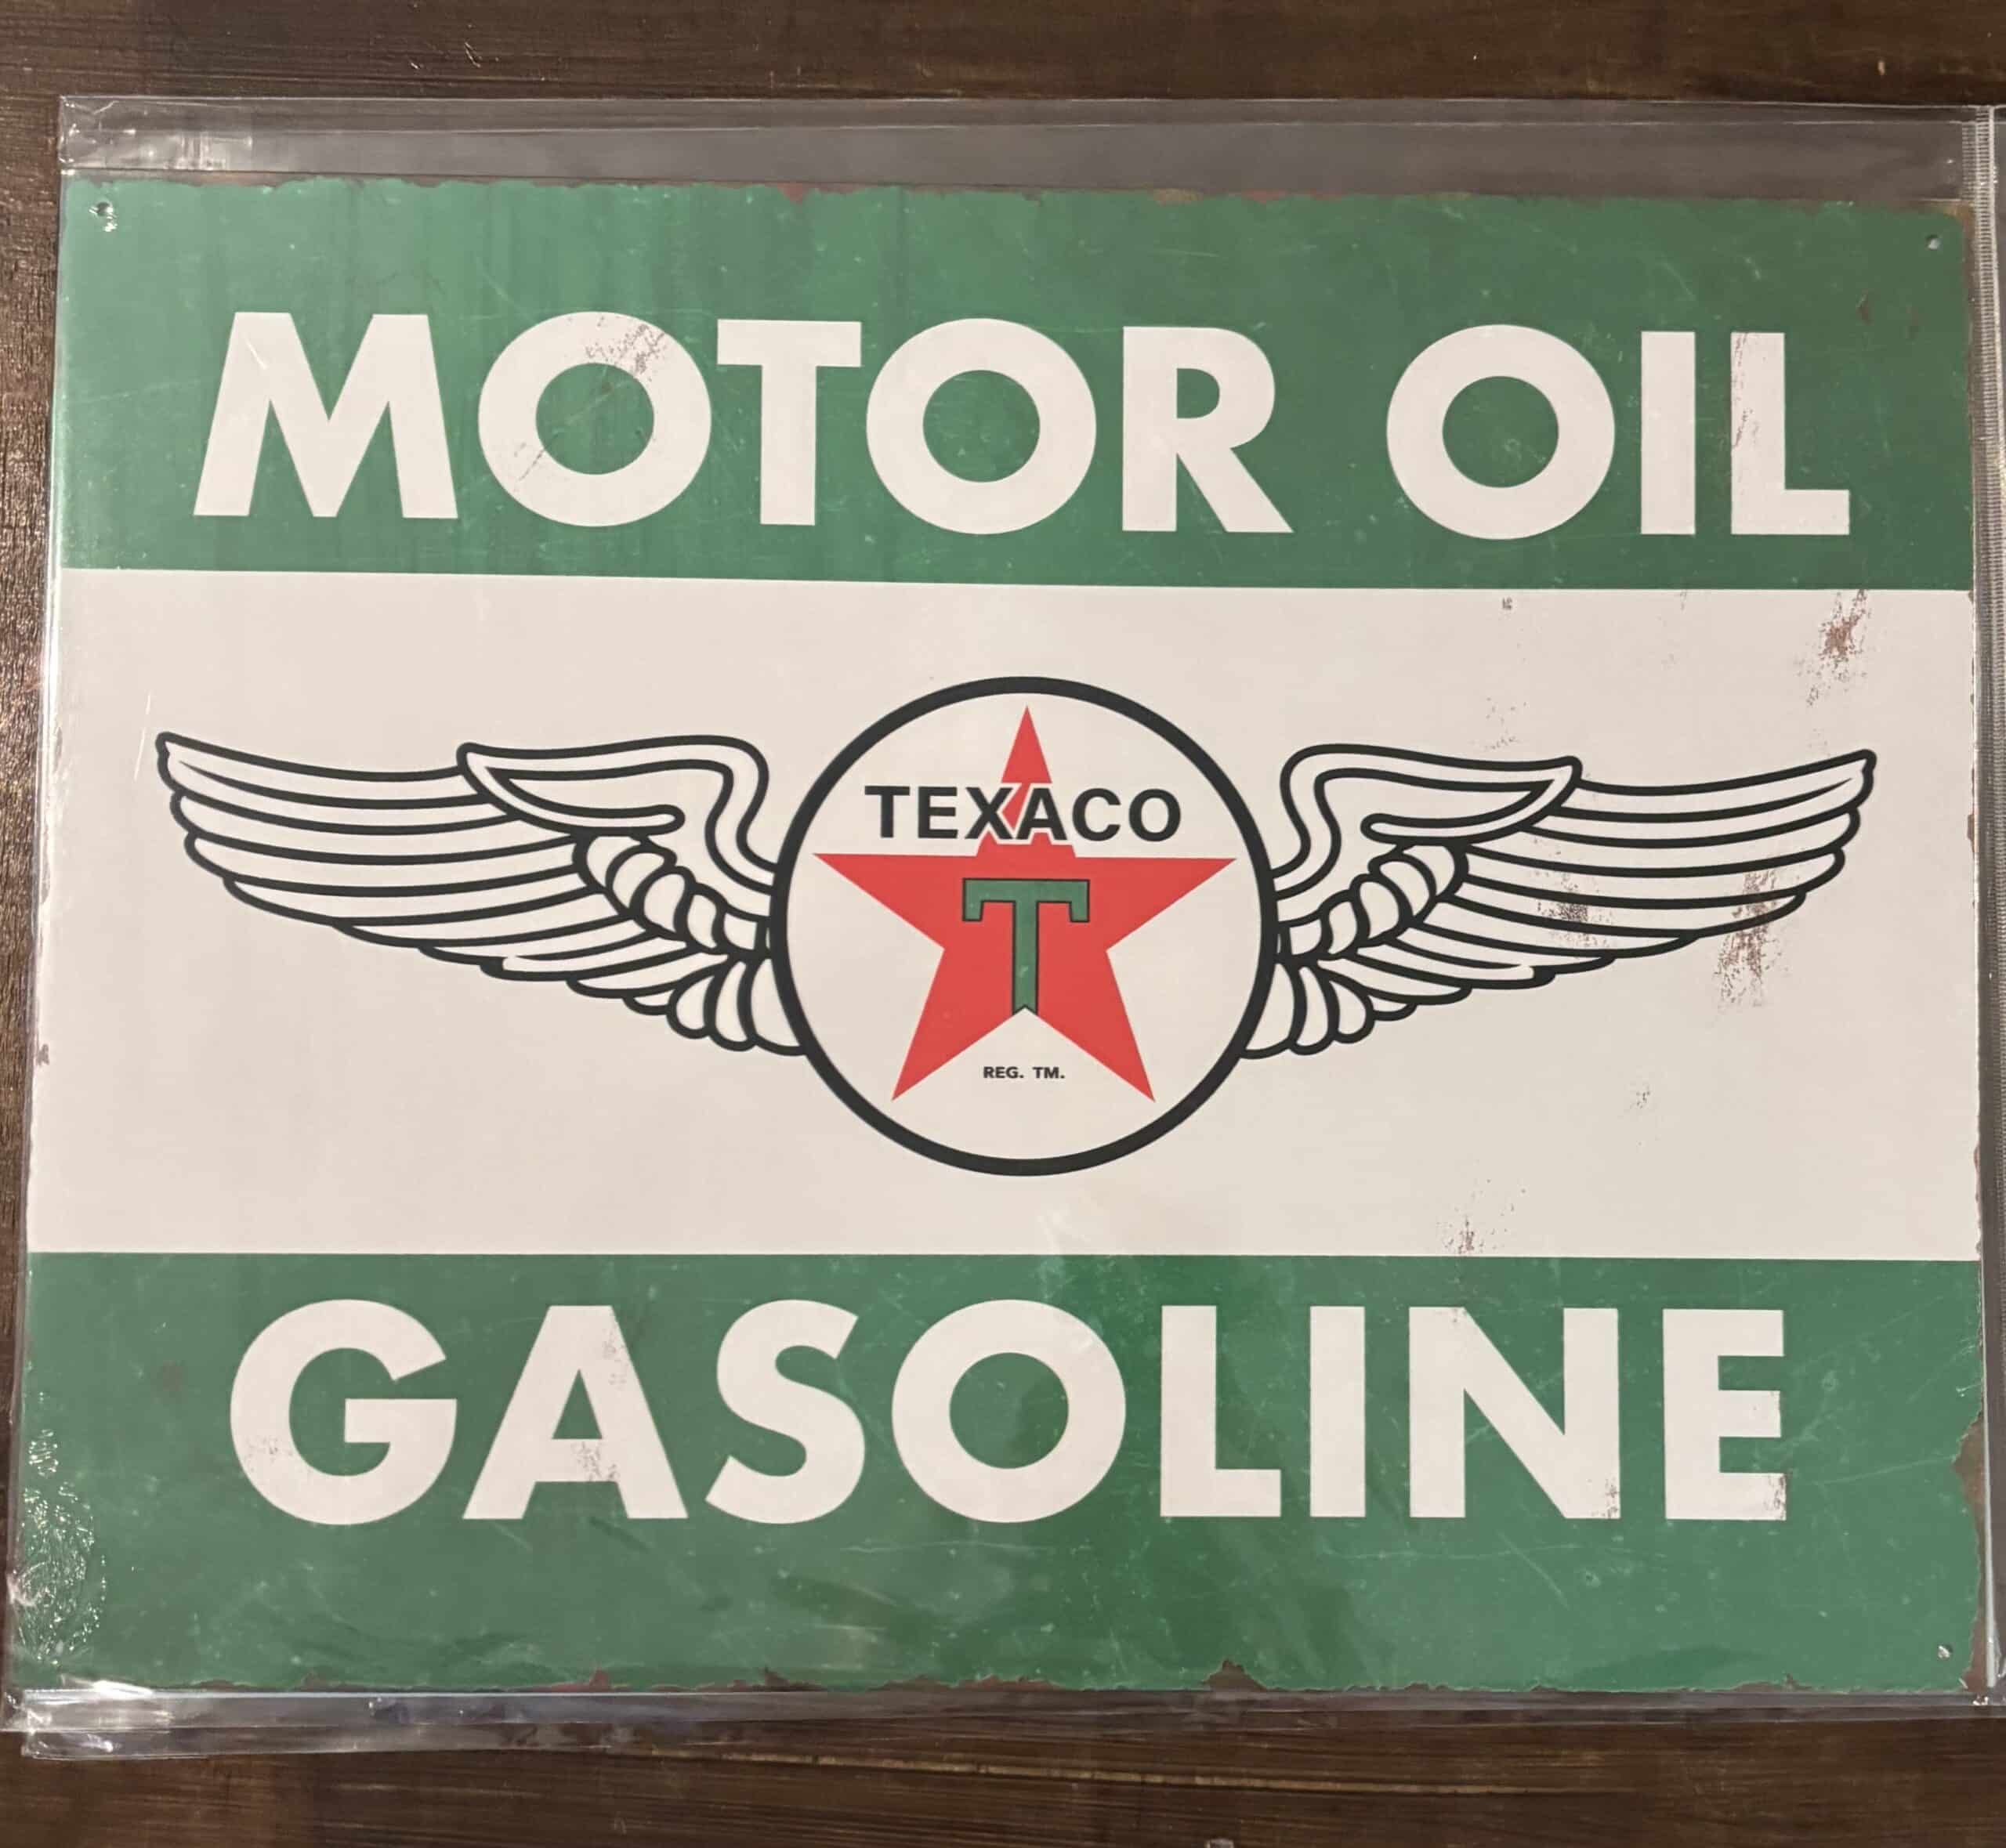 MOTOR OIL
TEXACO
T
REG. TM.
GASOLINE